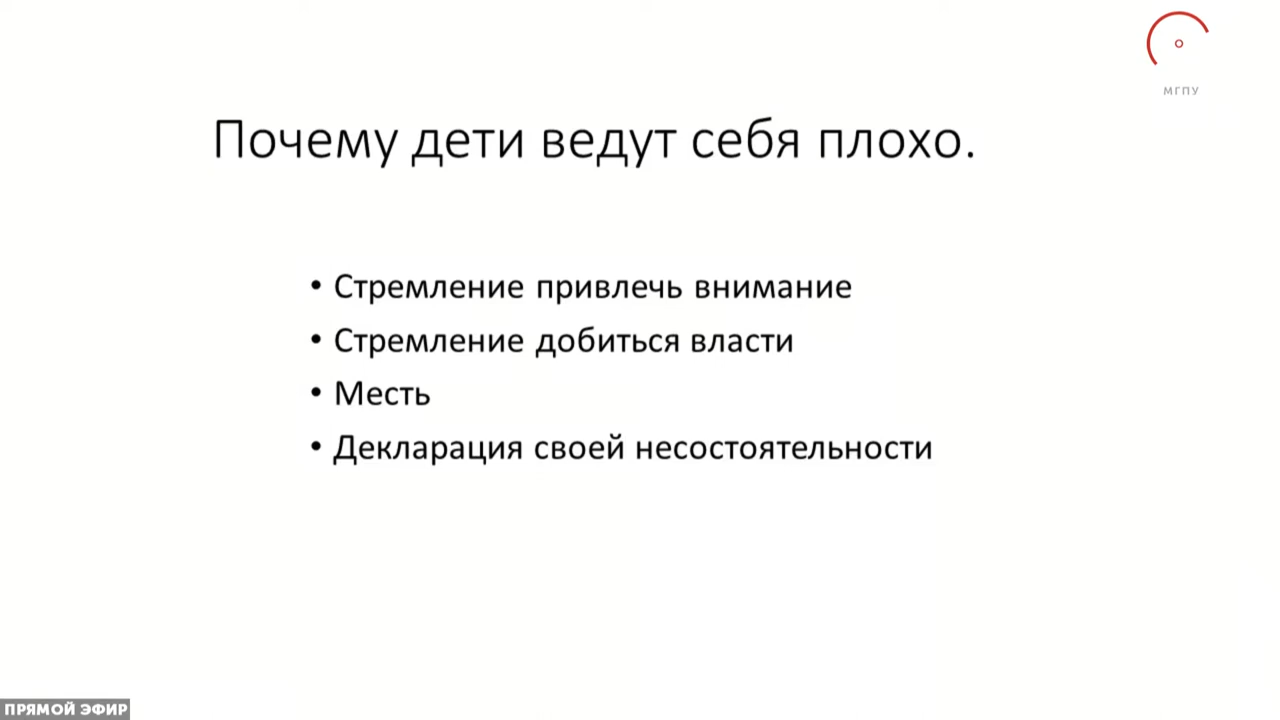 МГПУ
Почему дети ведут себя плохо.
• Стремление привлечь внимание
• Стремление добиться власти
• Месть
• Декларация своей несостоятельности
ПРЯМОЙ ЭФИР